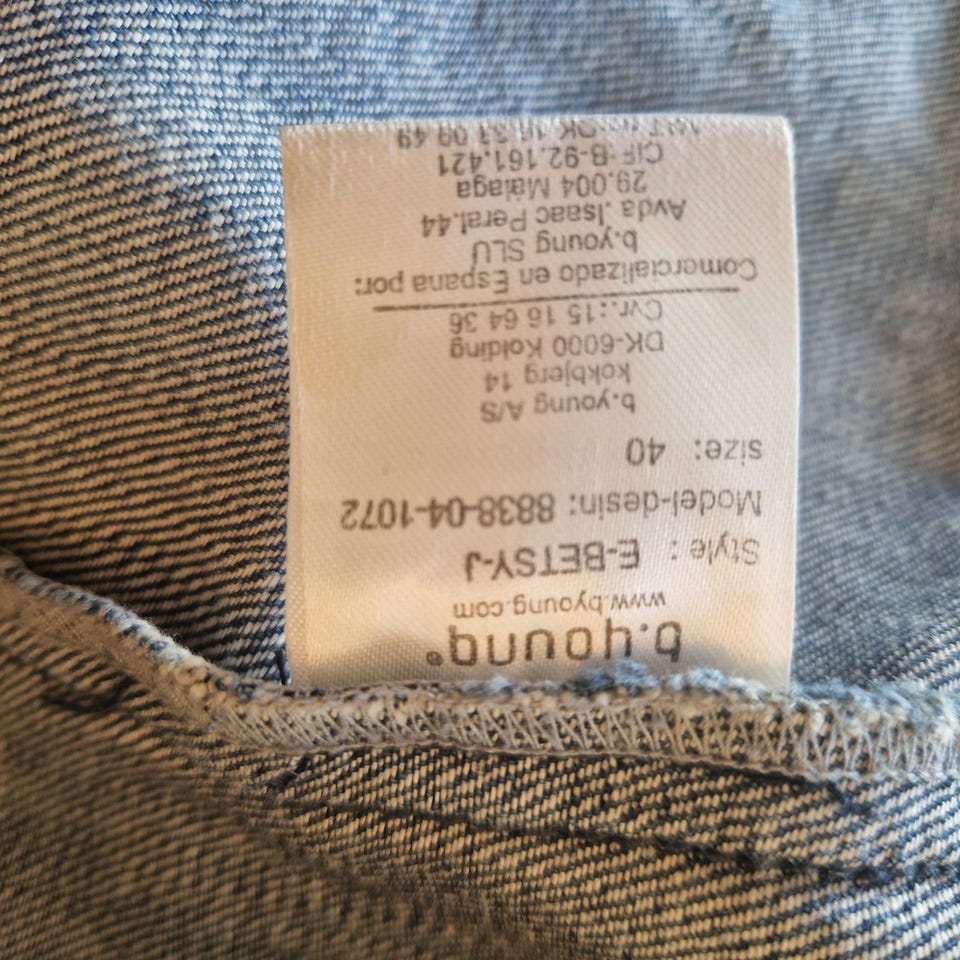 b.young®
www.byoung.com
Style : E-BETSY-J
Model-desin: 8838-04-1072
size: 40
b.young A/S
kokbjerg 14
DK-6000 Kolding
Cvr.: 15 16 64 36
Comercializado en Espana por:
b.young SLU
Avda .Isaac Peral.44
29.004 Málaga
CIF·B-92.161.421